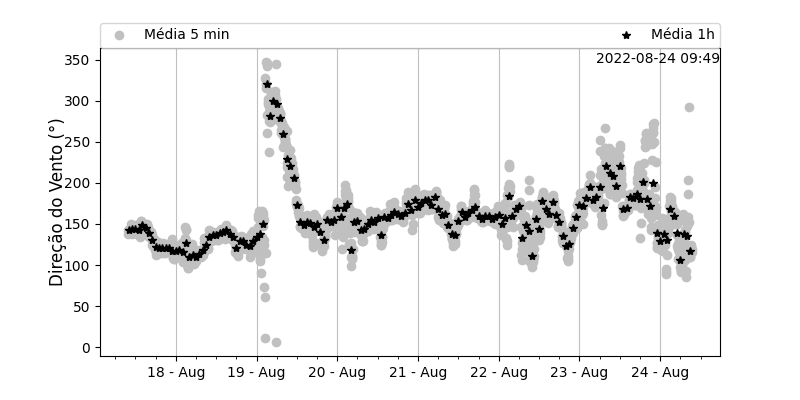 Média 5 min
Média 1h
2022-08-24 09:49
Direção do Vento (°)
350
300
250
200
150
100
50
0
18 - Aug
19 - Aug
20 - Aug
21 - Aug
22 - Aug
23 - Aug
24 - Aug